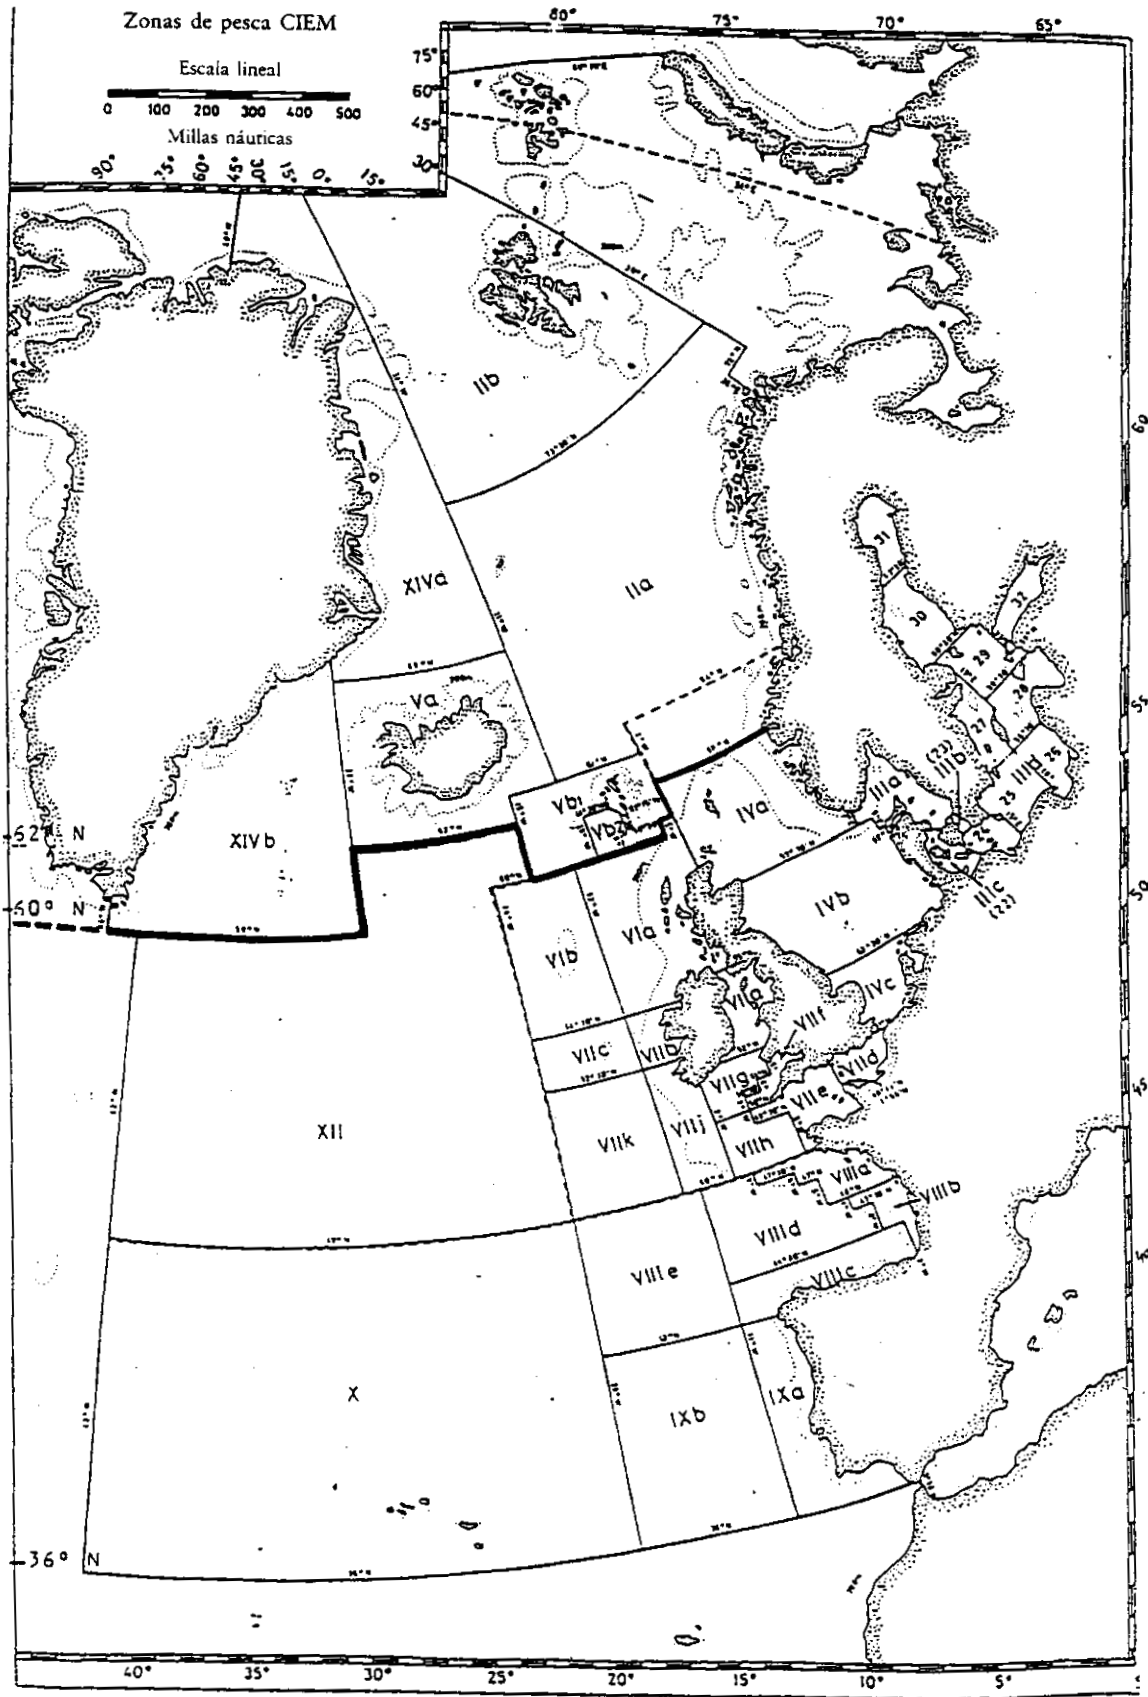 Zonas de pesca CIEM
Escala lineal
0 100 200 300 400 500
Millas náuticas
80° 75° 70° 65°
75°
60°
45°
30°
90° 75° 60° 45° 30° 15° 0° 15°
IIb
60
31
XIVa
IIa
32
30
29
28
Va
55
27
(23)
IIIb
IIId
26
IIIa
25
Vb1
IVa
Vb2
24
62° N
XIVb
IIIc
(22)
50
60° N
IVb
VIa
VIb
IVc
VIIa
VIIf
VIIc
VIIb
VIId
VIIg
VIIe
45
XII
VIIk
VIIj
VIIh
VIIIa
VIIIb
VIIId
40
VIIIe
VIIIc
X
IXa
IXb
36° N
40° 35° 30° 25° 20° 15° 10° 5°